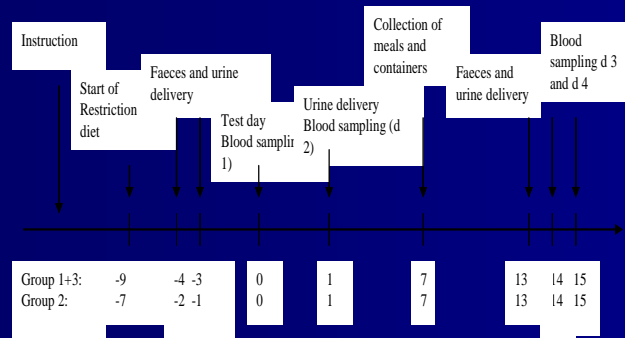 Instruction
Start of
Restriction
diet
Faeces and urine
delivery
Test day
Blood samplin
1)
Urine delivery
Blood sampling (d
2)
Collection of
meals and
containers
Faeces and
urine delivery
Blood
sampling d 3
and d 4
Group 1+3: -9 -4 -3 0 1 7 13 14 15
Group 2: -7 -2 -1 0 1 7 13 14 15